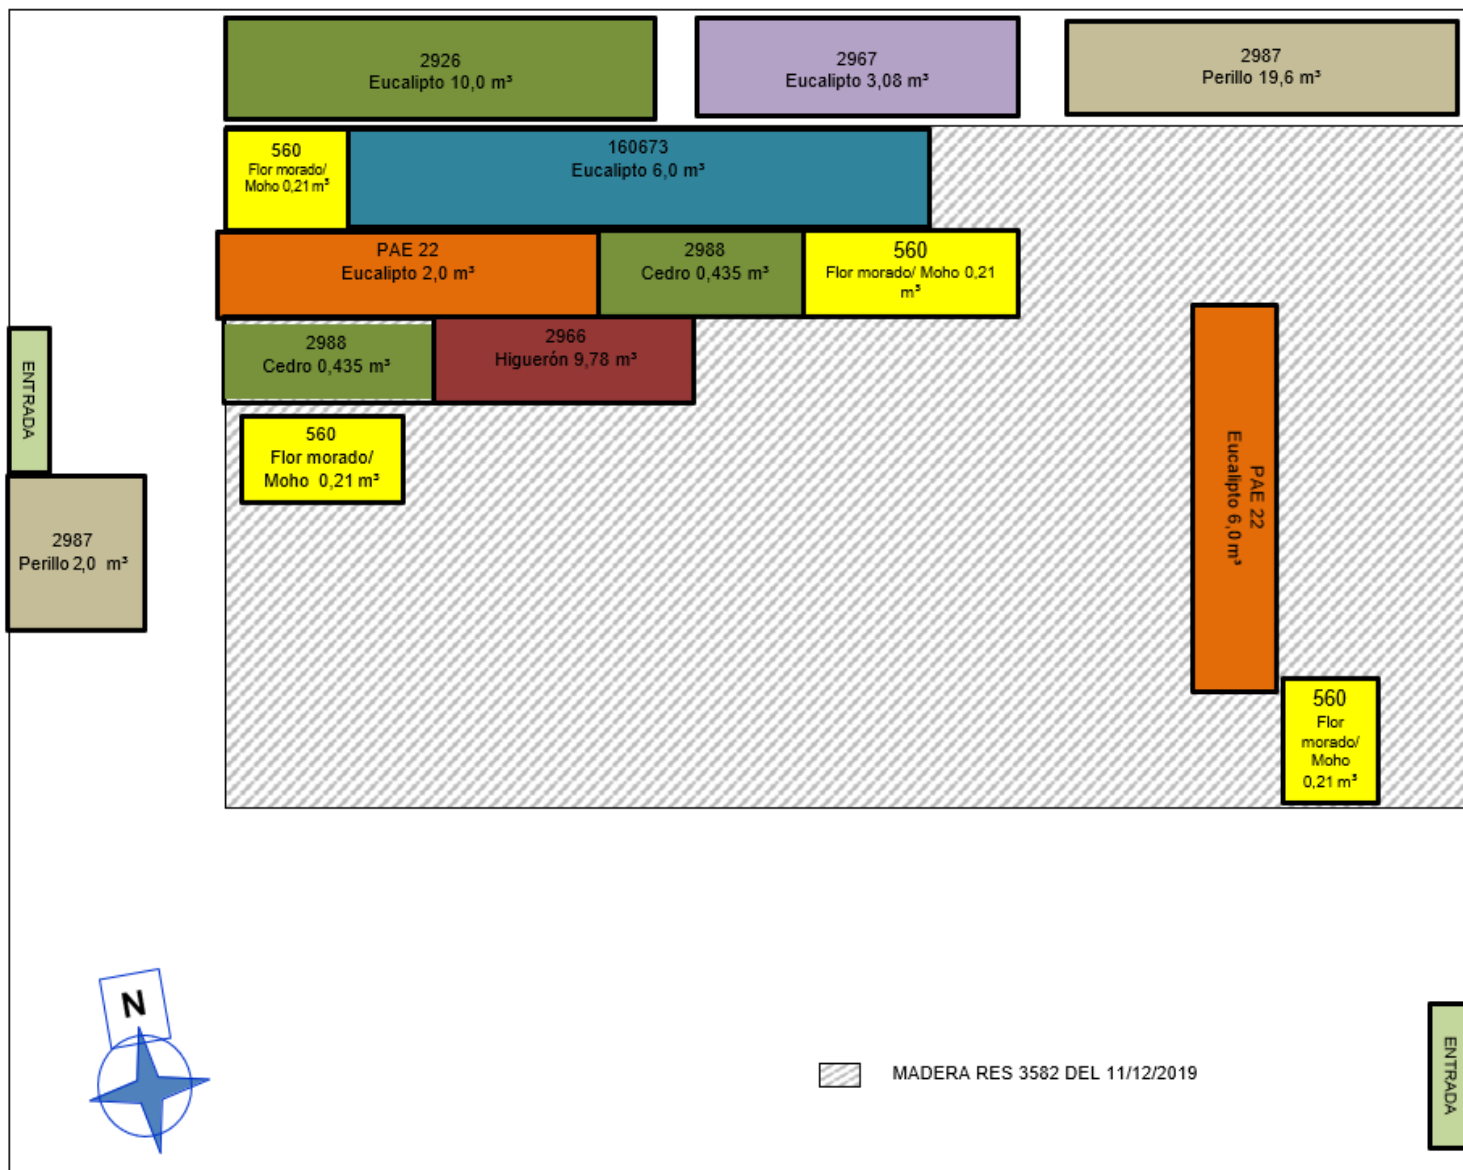 2926
Eucalipto 10,0 m³
2967
Eucalipto 3,08 m³
2987
Perillo 19,6 m³
560
Flor morado/
Moho 0,21 m³
160673
Eucalipto 6,0 m³
PAE 22
Eucalipto 2,0 m³
2988
Cedro 0,435 m³
560
Flor morado/ Moho 0,21
m³
2988
Cedro 0,435 m³
2966
Higuerón 9,78 m³
ENTRADA
560
Flor morado/
Moho 0,21 m³
PAE 22
Eucalipto 6,0 m³
2987
Perillo 2,0 m³
560
Flor
morado/
Moho
0,21 m³
N
MADERA RES 3582 DEL 11/12/2019
ENTRADA